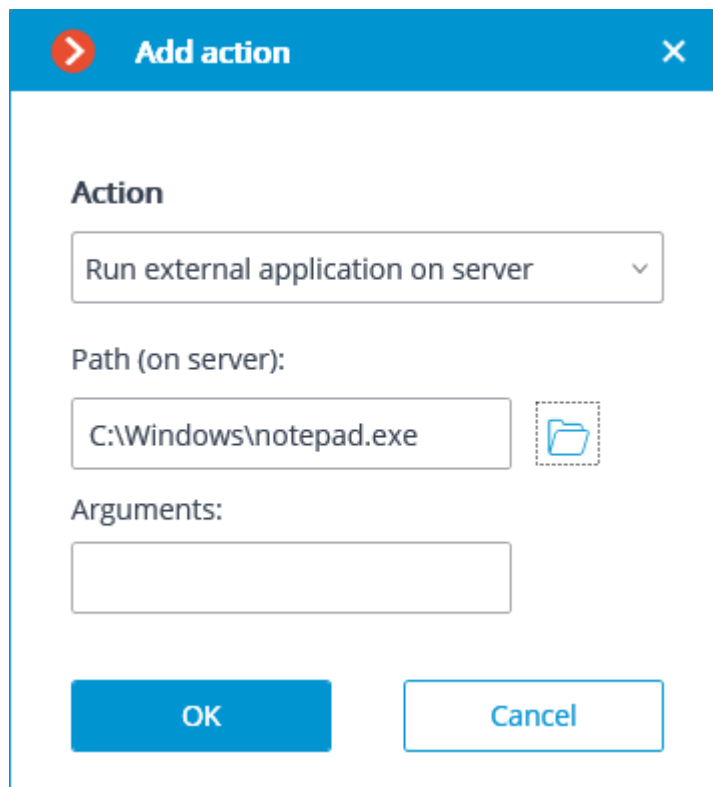 Add action
Action
Run external application on server
Path (on server):
C:\Windows\notepad.exe
Arguments:
OK
Cancel